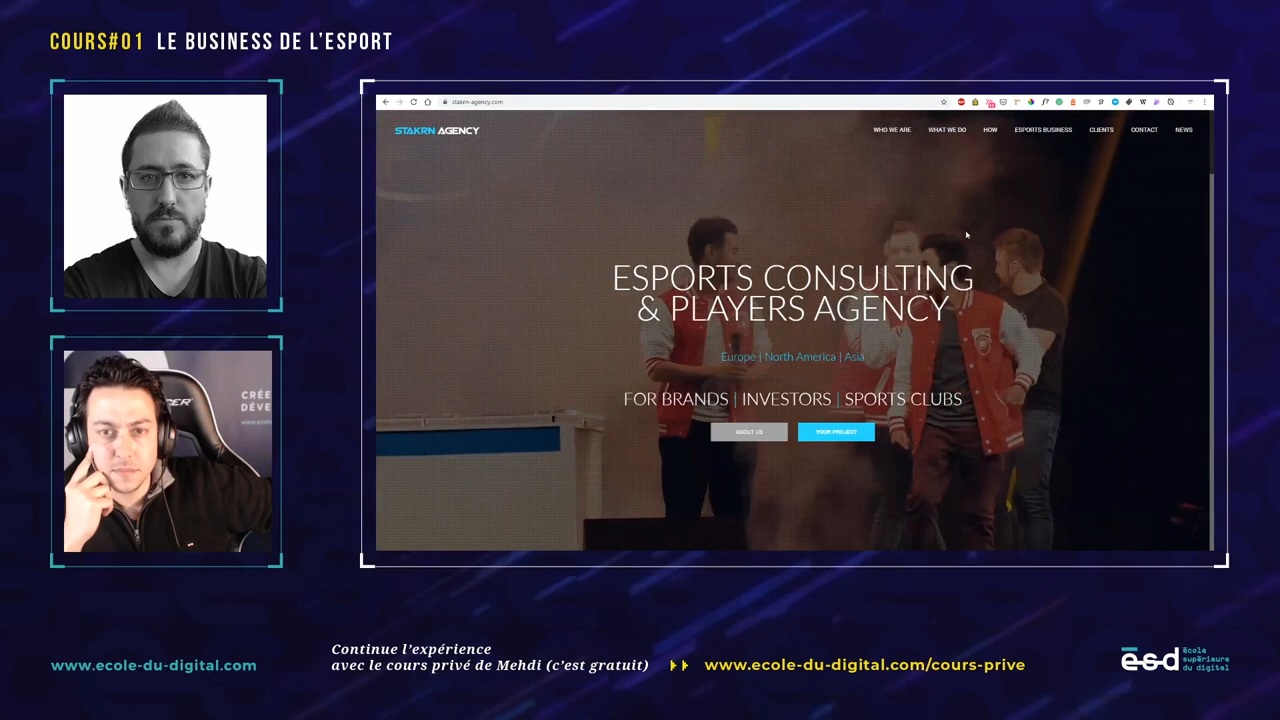 COURS#01 LE BUSINESS DE L'ESPORT
stakrn-agency.com
STAKRN AGENCY
WHO WE ARE WHAT WE DO HOW ESPORTS BUSINESS CLIENTS CONTACT NEWS
ESPORTS CONSULTING
& PLAYERS AGENCY
Europe | North America | Asia
FOR BRANDS | INVESTORS | SPORTS CLUBS
ABOUT US YOUR PROJECT
CRÉE
DÉVE
Continue l'expérience
avec le cours privé de Mehdi (c'est gratuit)
www.ecole-du-digital.com
www.ecole-du-digital.com/cours-prive
ēsd
école
supérieure
du digital